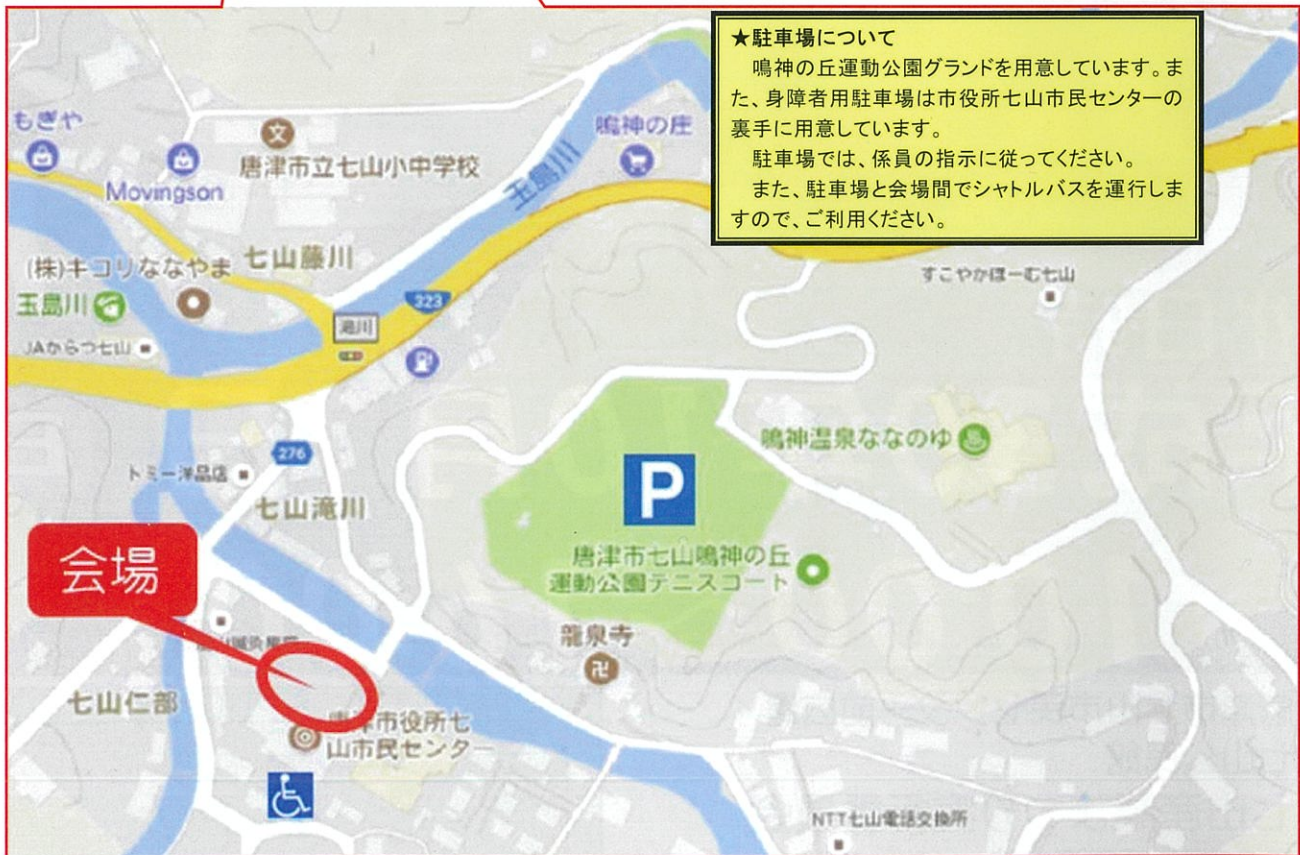 ★駐車場について
鳴神の丘運動公園グランドを用意しています。ま
た、身障者用駐車場は市役所七山市民センターの
裏手に用意しています。
駐車場では、係員の指示に従ってください。
また、駐車場と会場間でシャトルバスを運行しま
すので、ご利用ください。
もぎや
Movingson
唐津市立七山小中学校
玉島川
鳴神の庄
(株)キコリななやま
七山藤川
玉島川
JAからつ七山
滝川
323
すこやかほーむ七山
276
トミー洋品店
七山滝川
鳴神温泉ななのゆ
P
唐津市七山鳴神の丘
運動公園テニスコート
会場
龍泉寺
七山仁部
唐津市役所七
山市民センター
NTT七山電話交換所